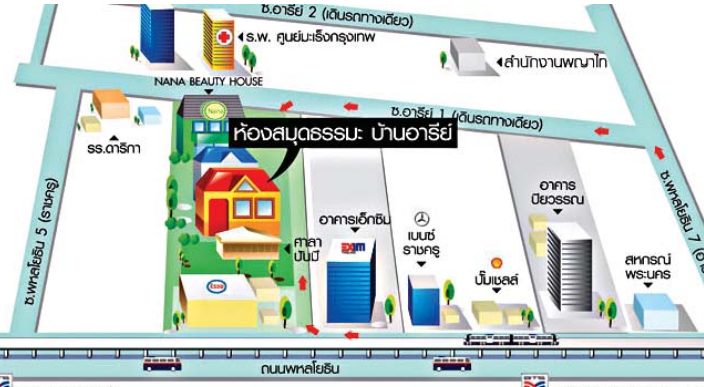 ซ.อารีย์ 2 (เดินรถทางเดียว)
ร.พ. ศูนย์มะเร็งกรุงเทพ
สำนักงานพญาไท
NANA BEAUTY HOUSE
Nana
ซ.อารีย์ 1 (เดินรถทางเดียว)
ห้องสมุดธรรมะ บ้านอารีย์
รร.ดาริกา
ซ.พหลโยธิน 5 (ราชครู)
อาคารเอ็กซิม
EXIM
ศาลา
ปันมี
Esso
เบนซ์
ราชครู
ปั๊มเชลล์
อาคาร
ปิยวรรณ
สหกรณ์
พระนคร
ซ.พหลโยธิน 7
ถนนพหลโยธิน
BTS